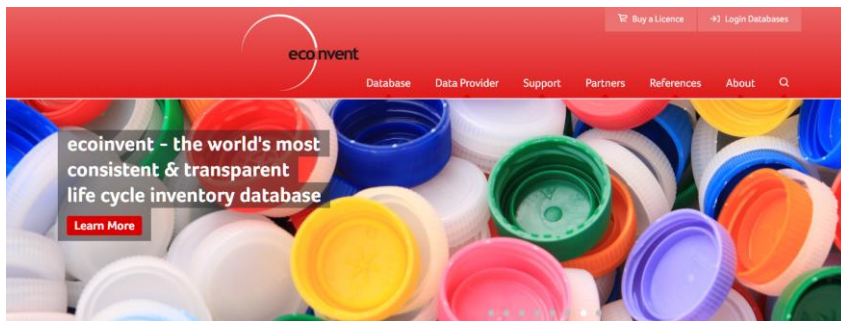 Buy a Licence
Login Databases
ecoinvent
Database
Data Provider
Support
Partners
References
About
ecoinvent - the world's most
consistent & transparent
life cycle inventory database
Learn More